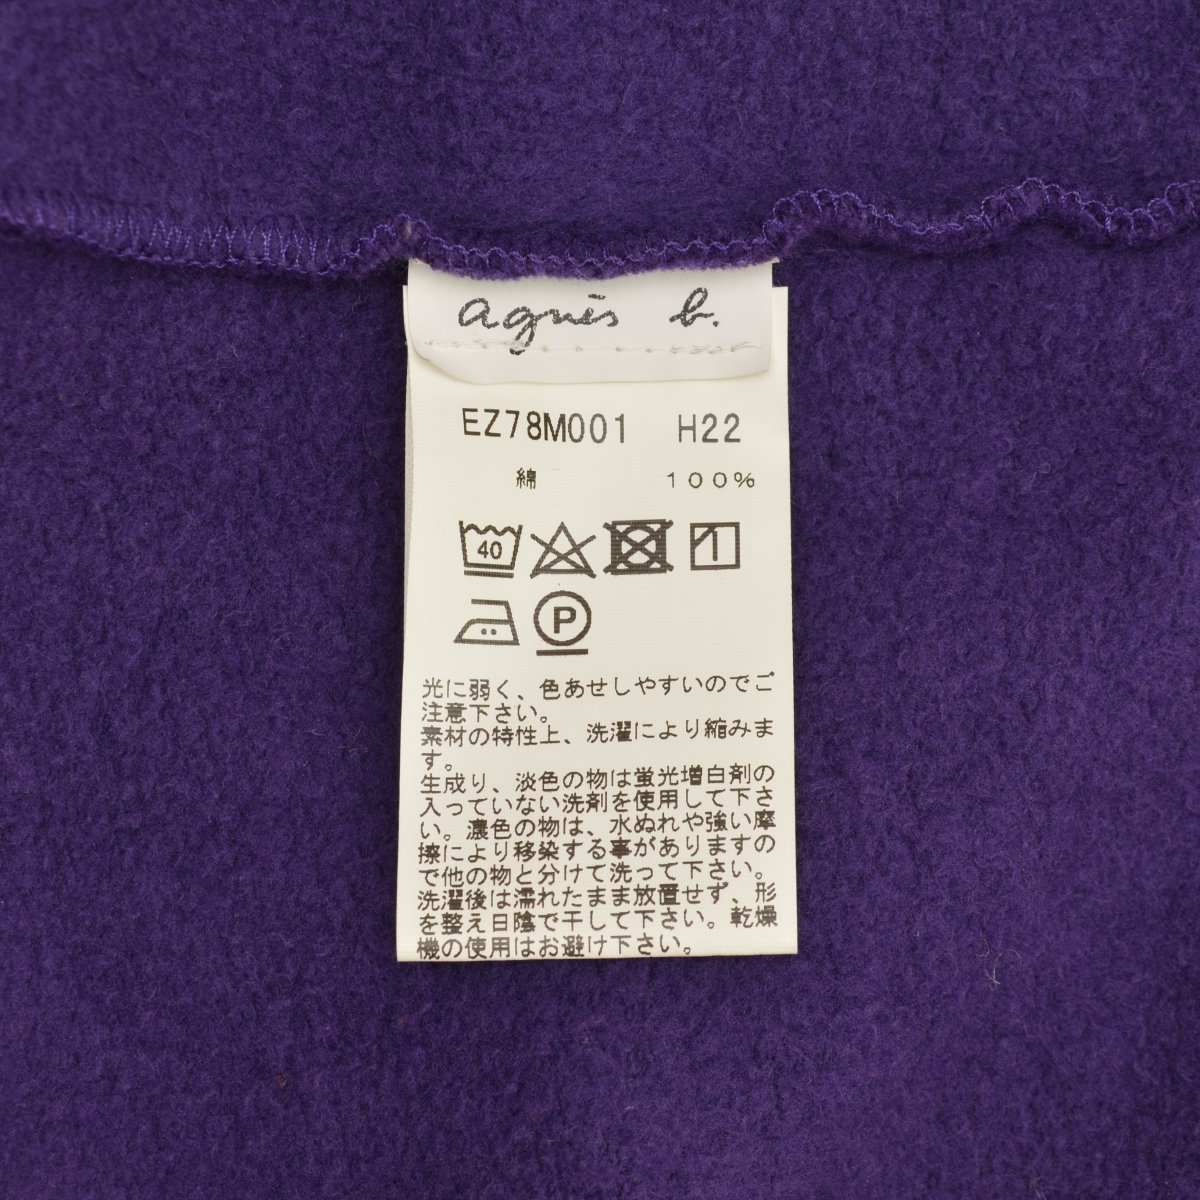 agnès b.
EZ78M001 H22
綿 100%
40
P
光に弱く、色あせしやすいのでご
注意下さい。
素材の特性上、洗濯により縮みま
す。
生成り、淡色の物は蛍光増白剤の
入っていない洗剤を使用して下さ
い。濃色の物は、水ぬれや強い摩
擦により移染する事がありますの
で他の物と分けて洗って下さい。
洗濯後は濡れたまま放置せず、形
を整え日陰で干して下さい。乾燥
機の使用はお避け下さい。